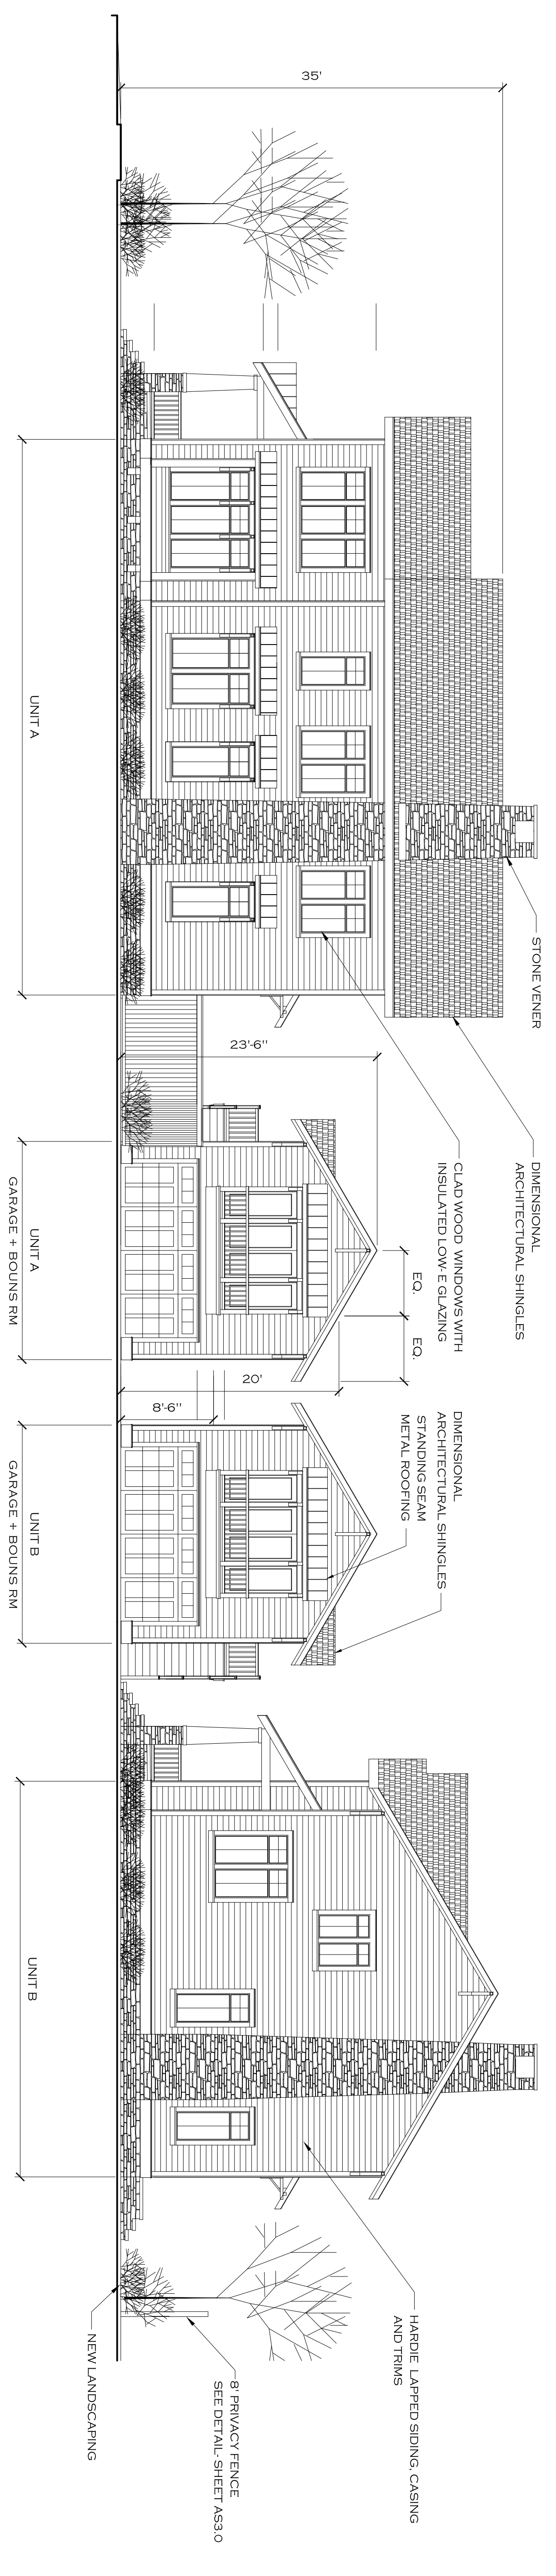 35'
STONE VENER
DIMENSIONAL
ARCHITECTURAL SHINGLES
CLAD WOOD WINDOWS WITH
INSULATED LOW- E GLAZING
23'-6"
EQ.
EQ.
20'
8'-6"
DIMENSIONAL
ARCHITECTURAL SHINGLES
STANDING SEAM
METAL ROOFING
HARDIE LAPPED SIDING, CASING
AND TRIMS
8' PRIVACY FENCE
SEE DETAIL- SHEET AS3.0
NEW LANDSCAPING
UNIT A
UNIT A
GARAGE + BOUNS RM
UNIT B
GARAGE + BOUNS RM
UNIT B